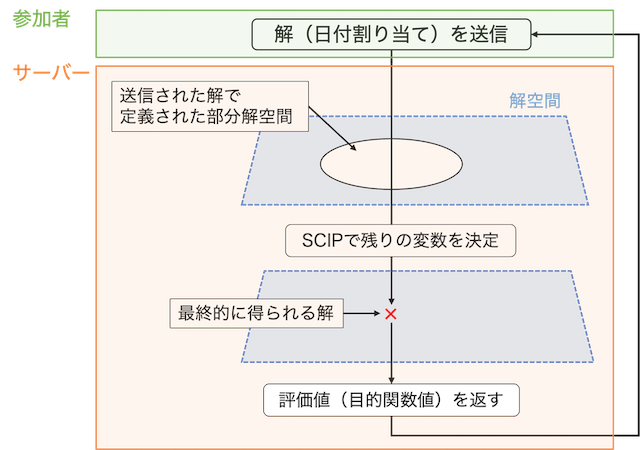 参加者
解（日付割り当て）を送信
サーバー
送信された解で
定義された部分解空間
解空間
SCIPで残りの変数を決定
最終的に得られる解
評価値（目的関数値）を返す